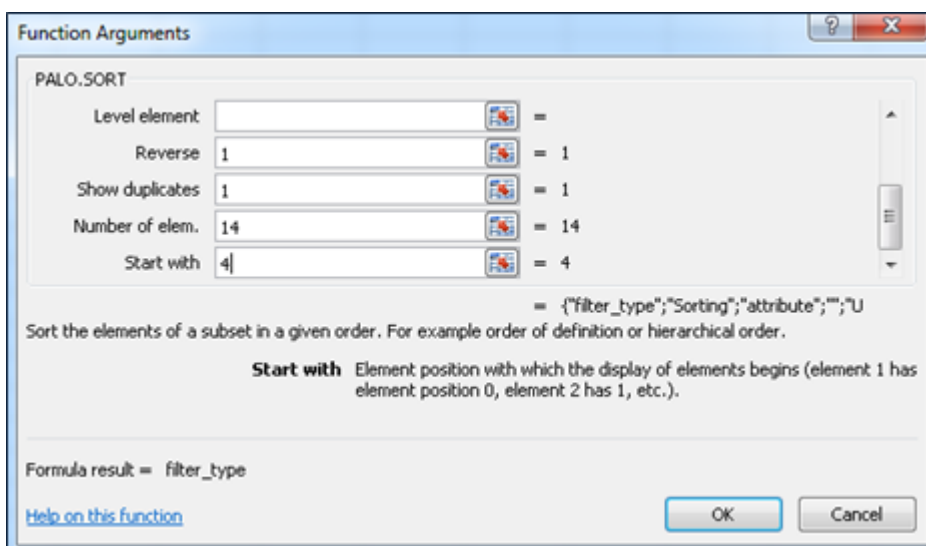 Function Arguments
?
PALO.SORT
Level element =
Reverse 1 = 1
Show duplicates 1 = 1
Number of elem. 14 = 14
Start with 4 = 4
= {"filter_type";"Sorting";"attribute";"";"U
Sort the elements of a subset in a given order. For example order of definition or hierarchical order.
Start with Element position with which the display of elements begins (element 1 has
element position 0, element 2 has 1, etc.).
Formula result = filter_type
Help on this function OK Cancel